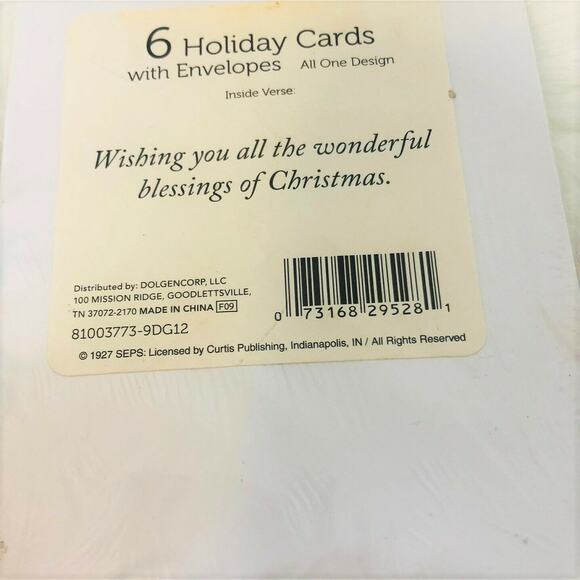 6 Holiday Cards
with Envelopes All One Design
Inside Verse:
Wishing you all the wonderful
blessings of Christmas.
Distributed by: DOLGENCORP, LLC
100 MISSION RIDGE, GOODLETTSVILLE,
TN 37072-2170 MADE IN CHINA F09
81003773-9DG12
0 73168 29528 1
© 1927 SEPS: Licensed by Curtis Publishing, Indianapolis, IN / All Rights Reserved